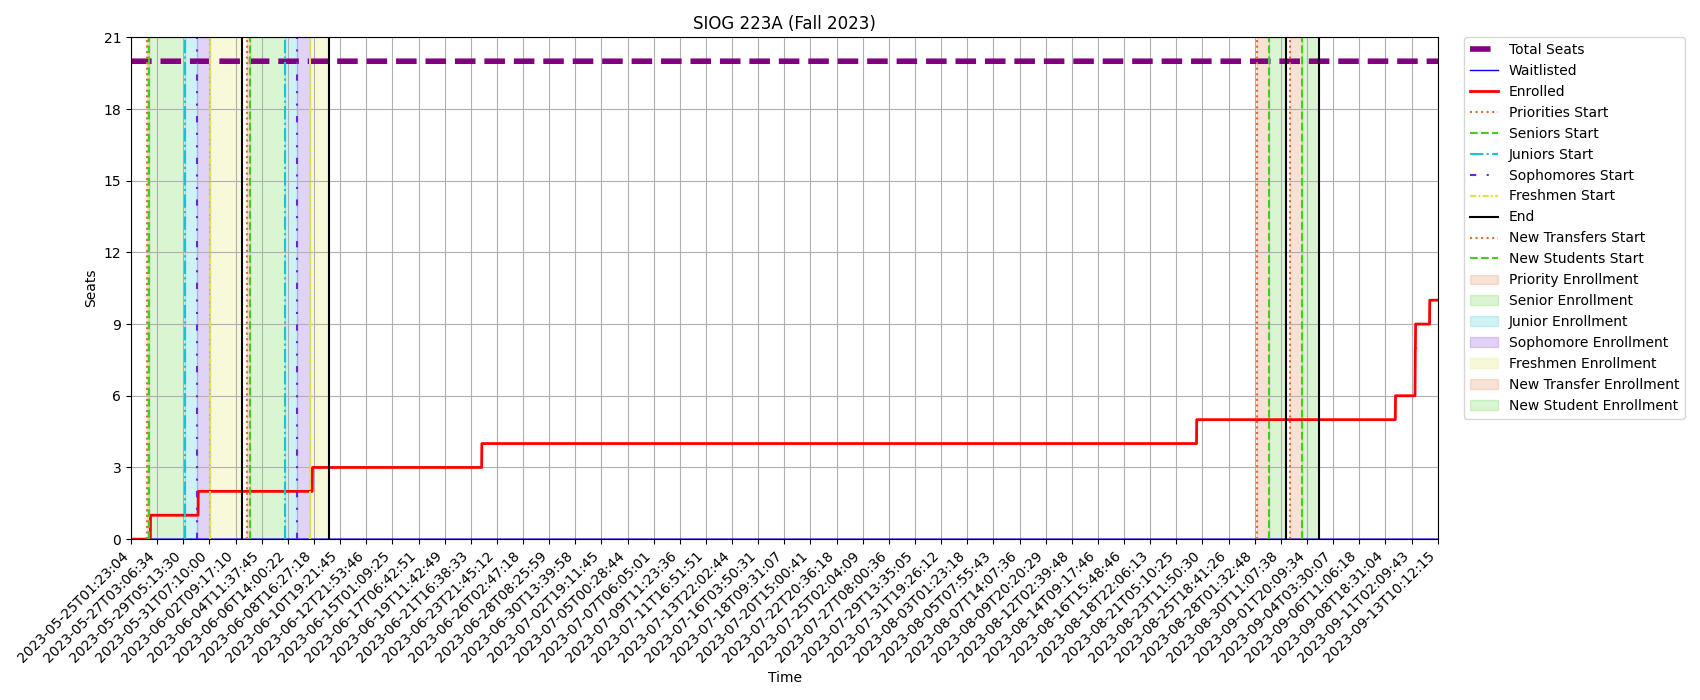 SIOG 223A (Fall 2023)
21
18
15
12
9
6
3
0
Seats
2023-05-25T01:23:04
2023-05-27T03:06:34
2023-05-29T05:13:30
2023-05-31T07:10:00
2023-06-02T09:17:10
2023-06-04T11:37:45
2023-06-06T14:00:22
2023-06-08T16:27:18
2023-06-10T19:21:45
2023-06-12T21:53:46
2023-06-15T01:09:25
2023-06-17T06:42:51
2023-06-19T11:42:49
2023-06-21T16:38:33
2023-06-23T21:45:12
2023-06-26T02:47:18
2023-06-28T08:25:59
2023-06-30T13:39:58
2023-07-02T19:11:45
2023-07-05T00:28:44
2023-07-07T06:05:01
2023-07-09T11:23:36
2023-07-11T16:51:51
2023-07-13T22:02:44
2023-07-16T03:50:31
2023-07-18T09:31:07
2023-07-20T15:00:41
2023-07-22T20:36:18
2023-07-25T02:04:09
2023-07-27T08:00:36
2023-07-29T13:35:05
2023-07-31T19:26:12
2023-08-03T01:23:18
2023-08-05T07:55:43
2023-08-07T14:07:36
2023-08-09T20:20:29
2023-08-12T02:39:48
2023-08-14T09:17:46
2023-08-16T15:48:46
2023-08-18T22:06:13
2023-08-21T05:10:25
2023-08-23T11:50:30
2023-08-25T18:41:26
2023-08-28T01:32:48
2023-08-30T11:07:38
2023-09-01T20:09:34
2023-09-04T03:30:07
2023-09-06T11:06:18
2023-09-08T18:31:04
2023-09-11T02:09:43
2023-09-13T10:12:15
Time
Total Seats
Waitlisted
Enrolled
Priorities Start
Seniors Start
Juniors Start
Sophomores Start
Freshmen Start
End
New Transfers Start
New Students Start
Priority Enrollment
Senior Enrollment
Junior Enrollment
Sophomore Enrollment
Freshmen Enrollment
New Transfer Enrollment
New Student Enrollment